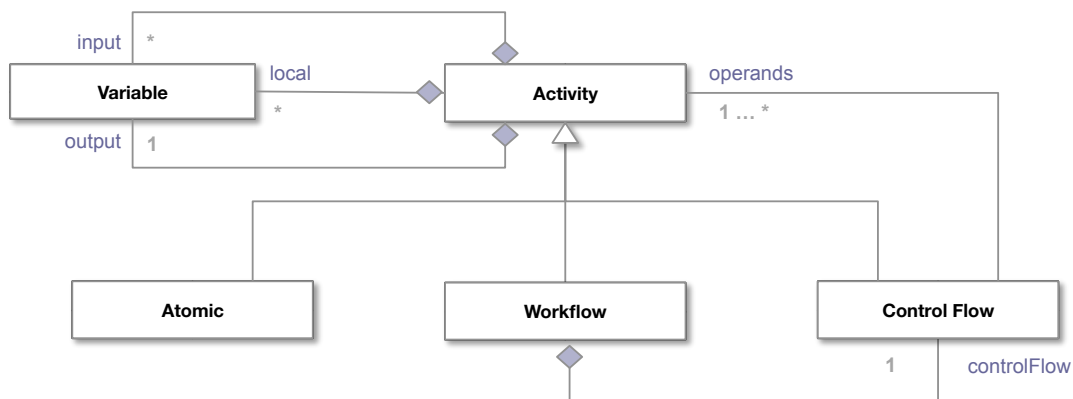 input
*
local
operands
Variable
Activity
*
1 ... *
output
1
Atomic
Workflow
Control Flow
1
controlFlow